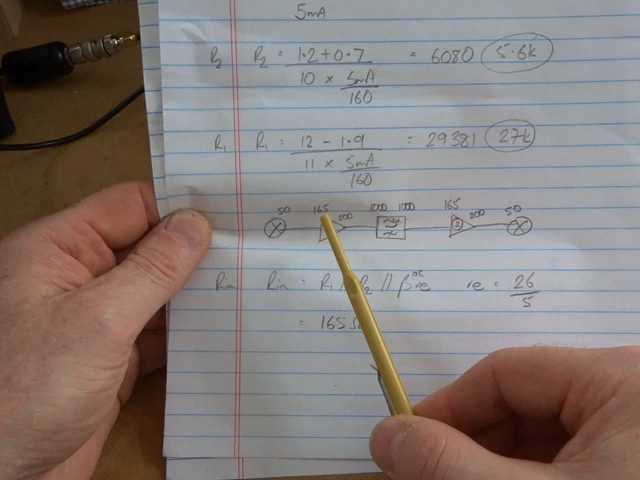 5mA
R2 R2 = 1.2 + 0.7 = 6080 5.6k
10 × 5mA
160
R1 R1 = 12 - 1.9 = 29381 27k
11 × 5mA
160
50 165 200 1000 1000 165 200 50
Rin Rin = R1 // R2 // βac re re = 26
5
= 165